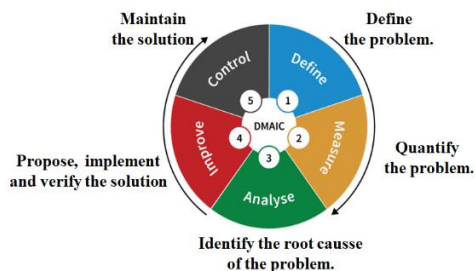 Maintain
the solution
Define
the problem.
Control
Define
5
1
DMAIC
Improve
4
2
Measure
3
Propose, implement
and verify the solution
Quantify
the problem.
Analyse
Identify the root causse
of the problem.